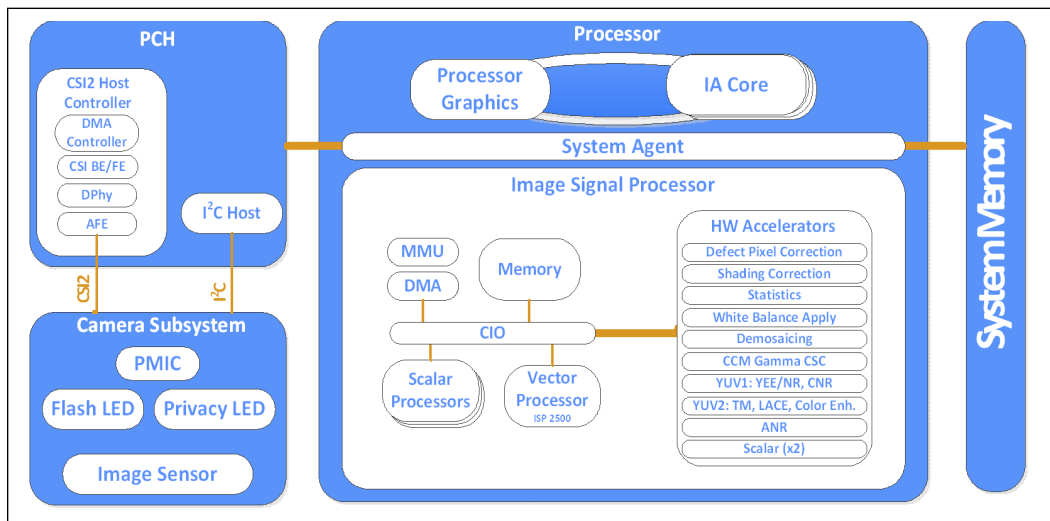 PCH
CSI2 Host
Controller
DMA
Controller
CSI BE/FE
DPhy
AFE
I²C Host
CSI2
I²C
Camera Subsystem
PMIC
Flash LED
Privacy LED
Image Sensor
Processor
Processor
Graphics
IA Core
System Agent
Image Signal Processor
MMU
DMA
Memory
CIO
Scalar
Processors
Vector
Processor
ISP 2500
HW Accelerators
Defect Pixel Correction
Shading Correction
Statistics
White Balance Apply
Demosaicing
CCM Gamma CSC
YUV1: YEE/NR, CNR
YUV2: TM, LACE, Color Enh.
ANR
Scalar (x2)
System Memory